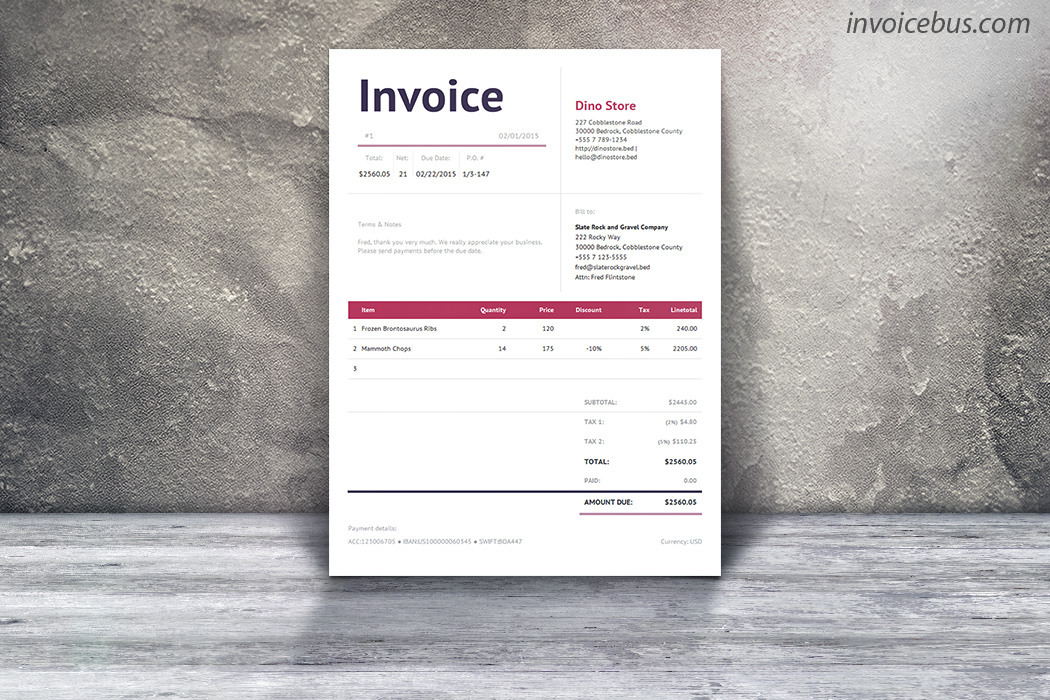 invoicebus.com
Invoice
#1 02/01/2015
Total: Net: Due Date: P.O. #
$2560.05 21 02/22/2015 1/3-147
Dino Store
227 Cobblestone Road
30000 Bedrock, Cobblestone County
+555 7 789-1234
http://dinostore.bed |
hello@dinostore.bed
Terms & Notes
Fred, thank you very much. We really appreciate your business.
Please send payments before the due date.
Bill to:
Slate Rock and Gravel Company
222 Rocky Way
30000 Bedrock, Cobblestone County
+555 7 123-5555
fred@slaterockgravel.bed
Attn: Fred Flintstone
Item Quantity Price Discount Tax Linetotal
1 Frozen Brontosaurus Ribs 2 120 2% 240.00
2 Mammoth Chops 14 175 -10% 5% 2205.00
3
SUBTOTAL: $2445.00
TAX 1: (2%) $4.80
TAX 2: (5%) $110.25
TOTAL: $2560.05
PAID: 0.00
AMOUNT DUE: $2560.05
Payment details:
ACC:123006705 ● IBAN:US100000060345 ● SWIFT:BOA447
Currency: USD